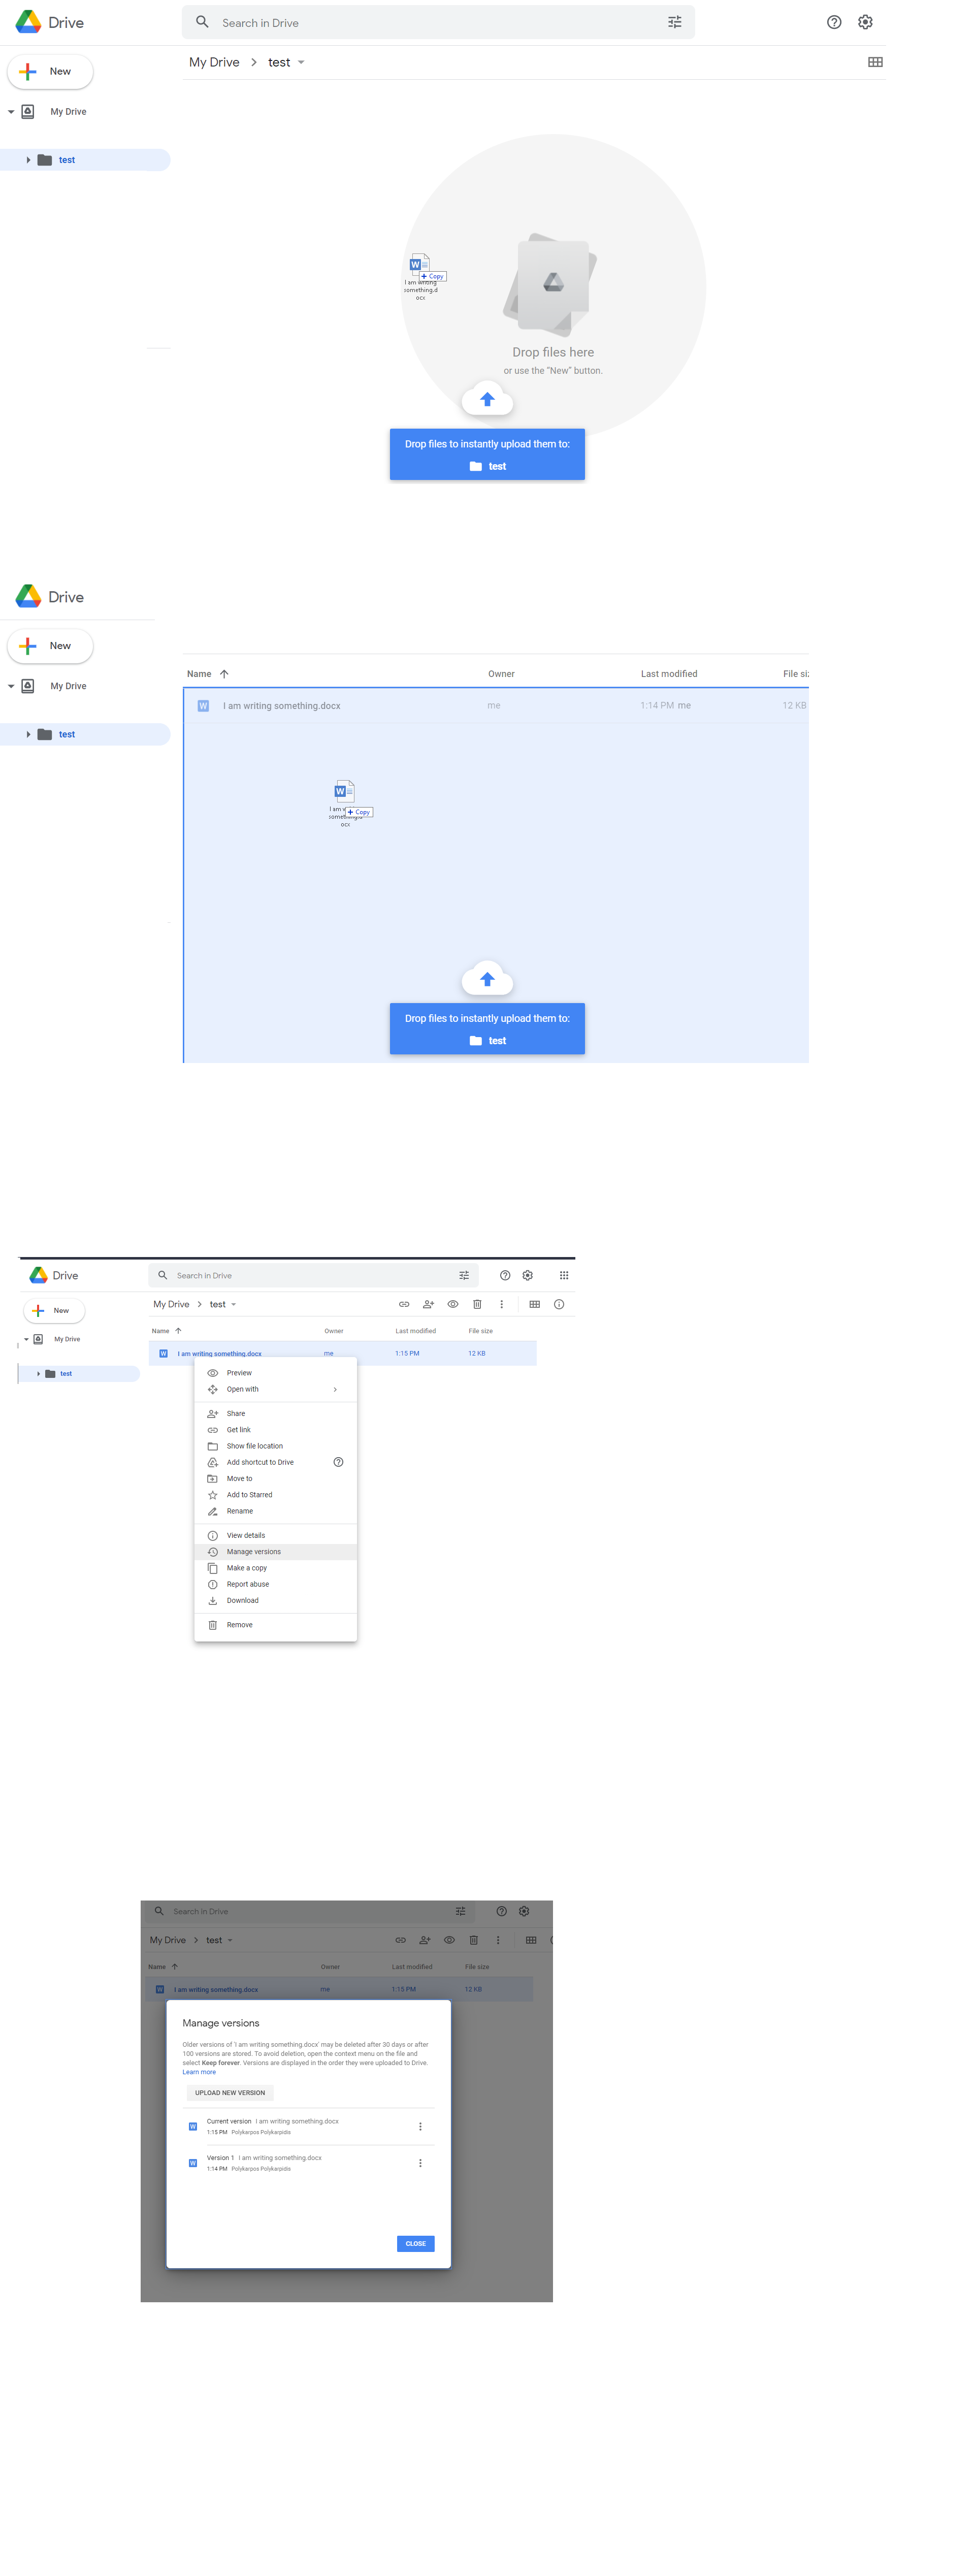 Drive
Search in Drive
New
My Drive > test
My Drive
test
W
Copy
I am writing
something.d
ocx
Drop files here
or use the "New" button.
Drop files to instantly upload them to:
test
Drive
New
My Drive
test
Name Owner Last modified File
W I am writing something.docx me 1:14 PM me 12 KB
W
I am
Copy
ocx
Drop files to instantly upload them to:
test
Drive
Search in Drive
New
My Drive > test
My Drive
test
Name Owner Last modified File size
W I am writing something.docx me 1:15 PM 12 KB
Preview
Open with
Share
Get link
Show file location
Add shortcut to Drive
Move to
Add to Starred
Rename
View details
Manage versions
Make a copy
Report abuse
Download
Remove
Search in Drive
My Drive > test
Name Owner Last modified File size
W I am writing something.docx me 1:15 PM 12 KB
Manage versions
Older versions of 'I am writing something.docx' may be deleted after 30 days or after
100 versions are stored. To avoid deletion, open the context menu on the file and
select Keep forever. Versions are displayed in the order they were uploaded to Drive.
Learn more
UPLOAD NEW VERSION
W Current version I am writing something.docx
1:15 PM Polykarpos Polykarpidis
W Version 1 I am writing something.docx
1:14 PM Polykarpos Polykarpidis
CLOSE